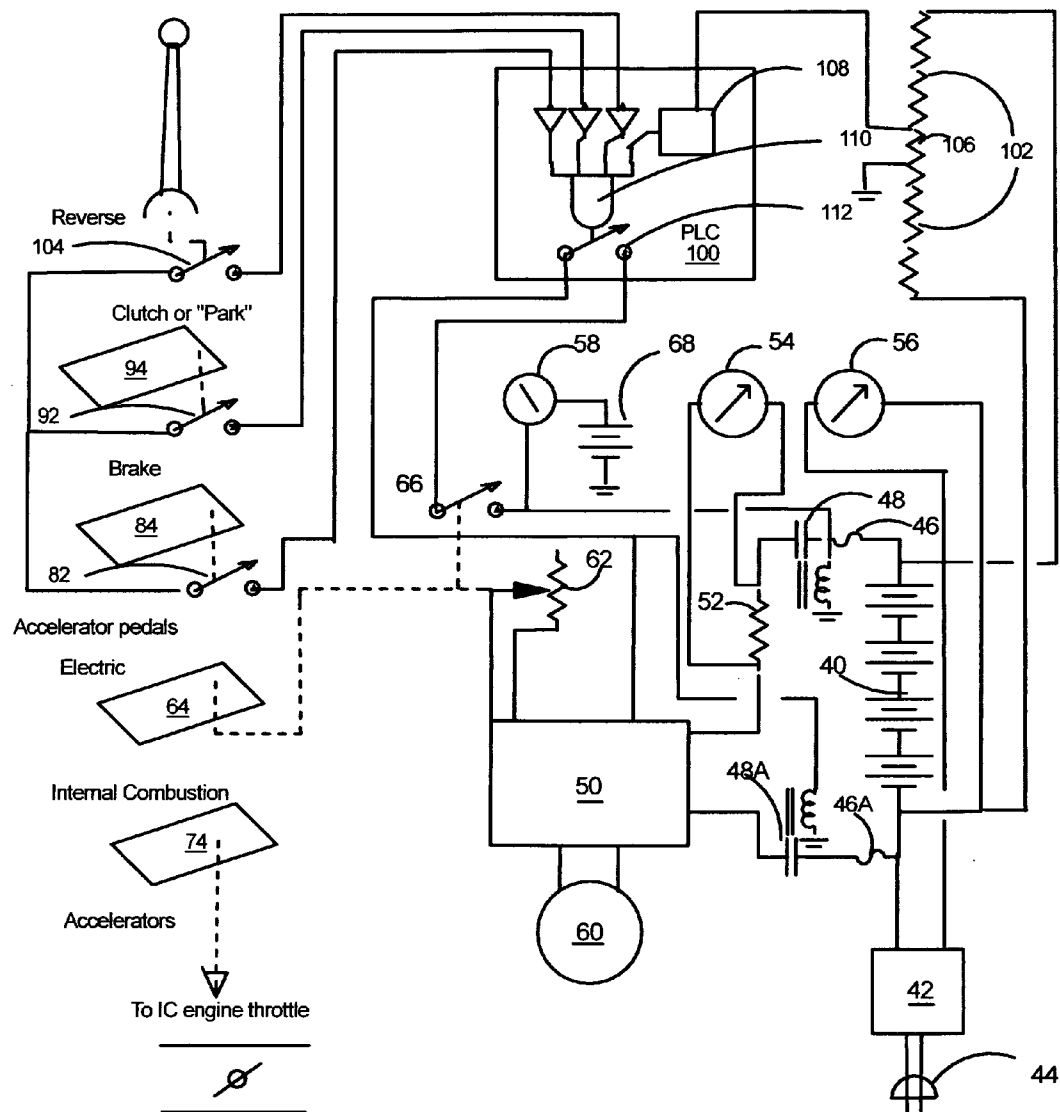 108
110
106
102
112
PLC
100
Reverse
104
Clutch or "Park"
94
92
58
68
54
56
Brake
66
84
48
46
82
62
52
Accelerator pedals
Electric
40
64
48A
46A
50
Internal Combustion
74
Accelerators
60
42
To IC engine throttle
44